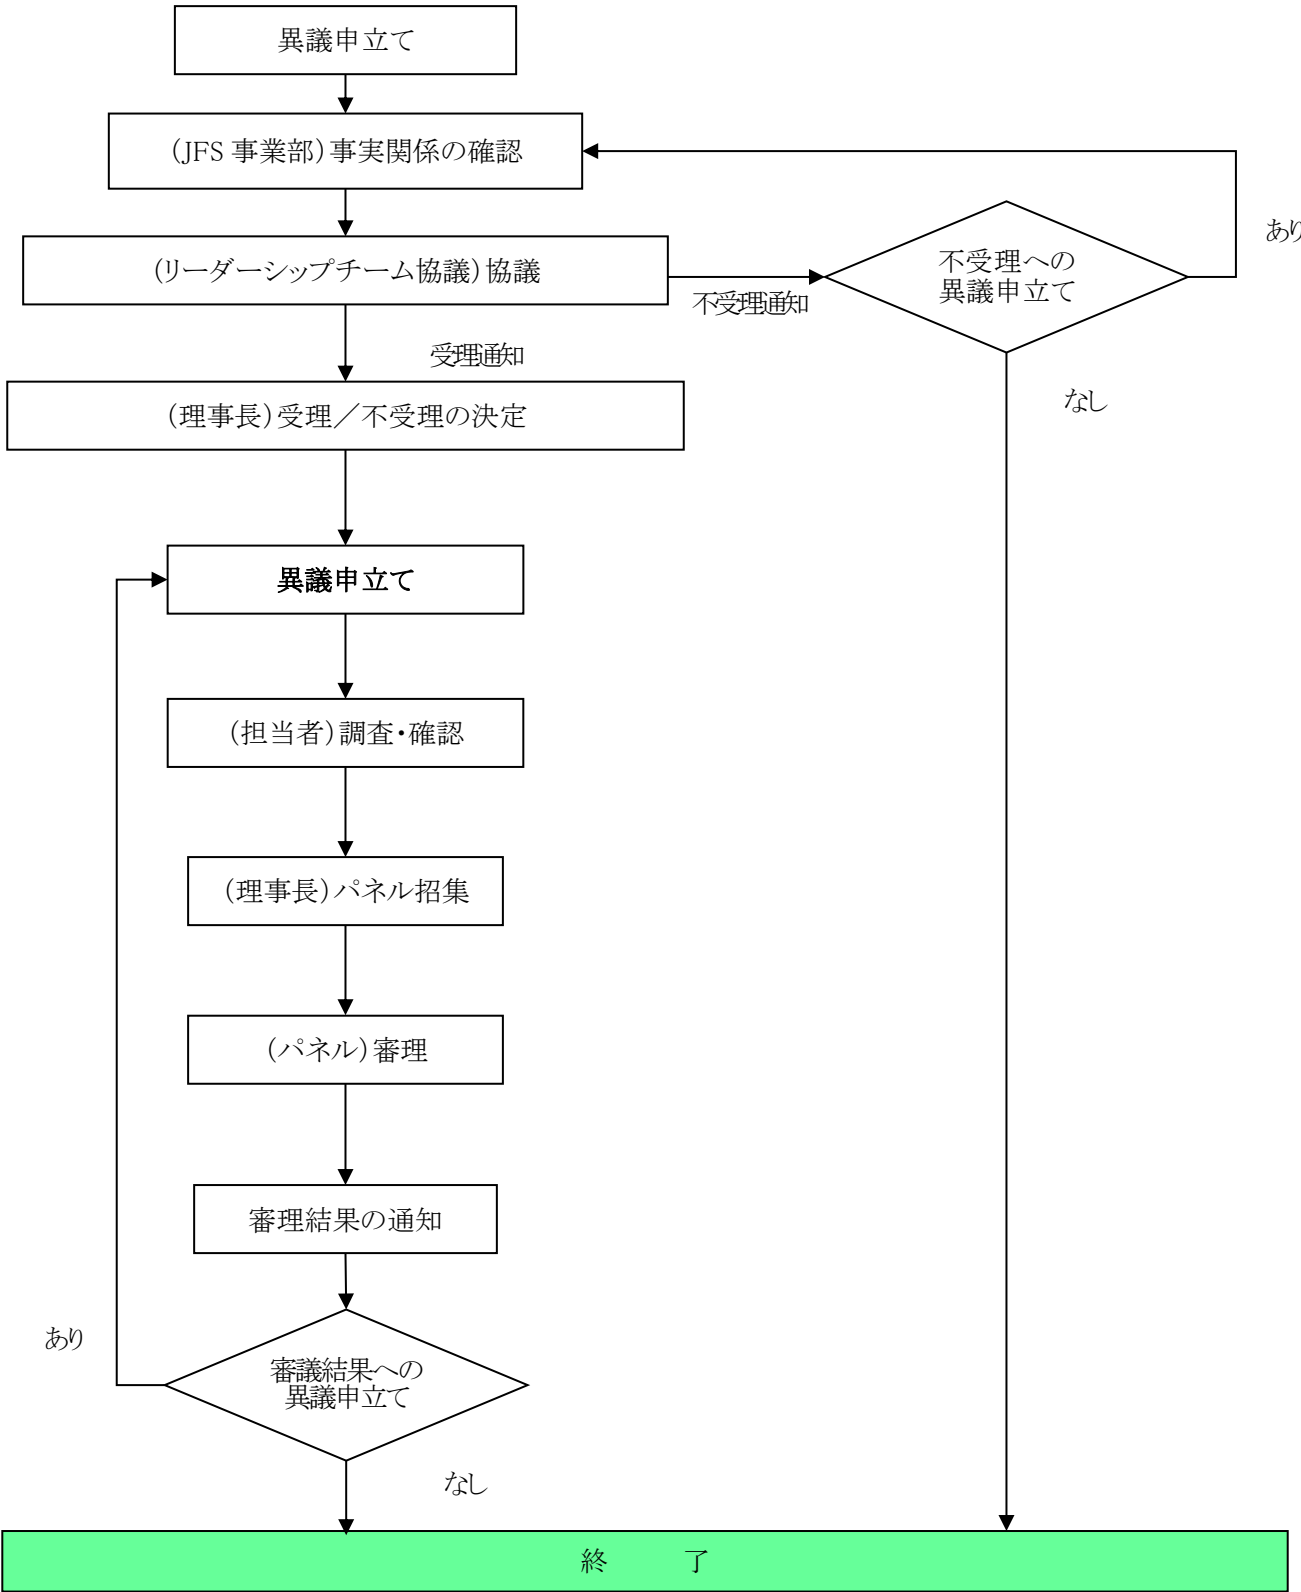 異議申立て
（JFS 事業部）事実関係の確認
（リーダーシップチーム協議）協議
不受理への
異議申立て
あり
不受理通知
受理通知
なし
（理事長）受理／不受理の決定
異議申立て
（担当者）調査・確認
（理事長）パネル招集
（パネル）審理
審理結果の通知
あり
審議結果への
異議申立て
なし
終　　了